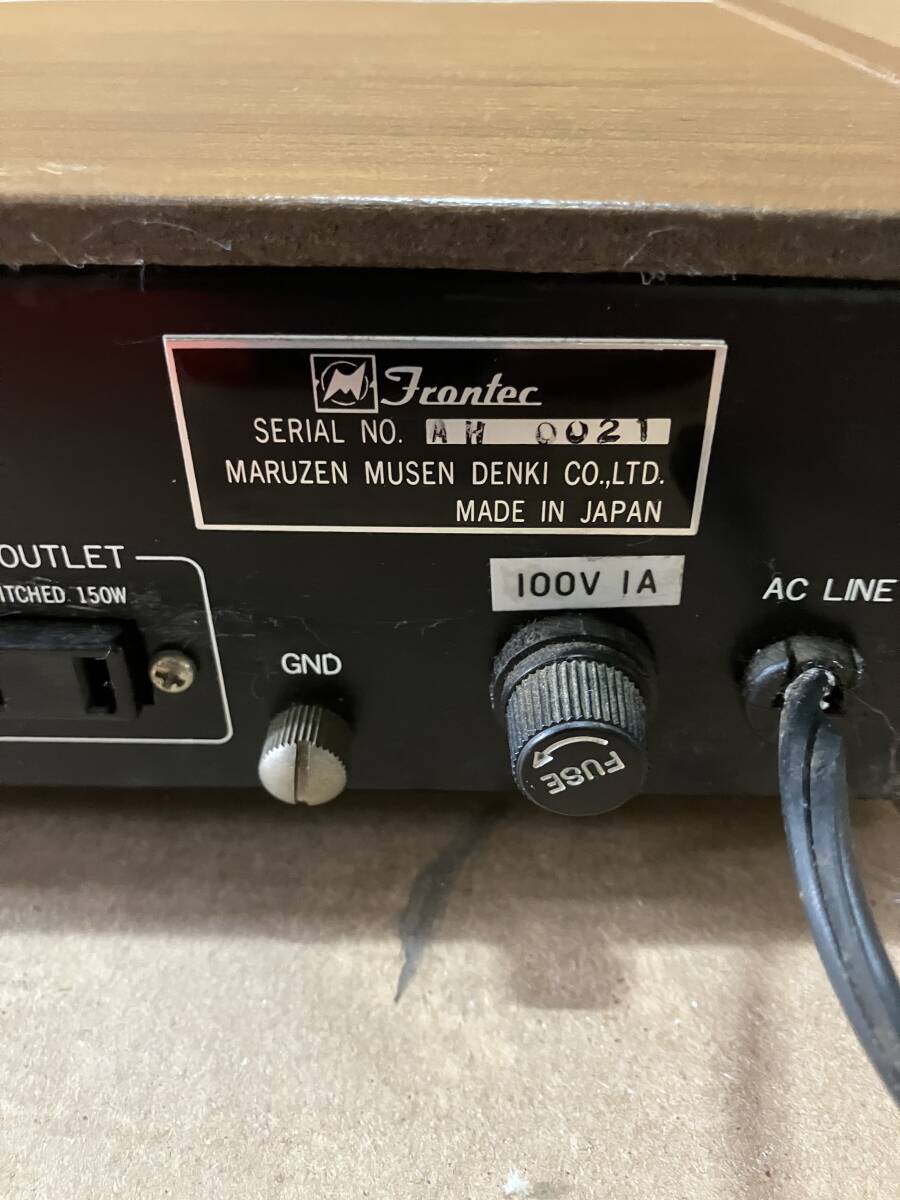 Frontec
SERIAL NO. AH 0021
MARUZEN MUSEN DENKI CO.,LTD.
MADE IN JAPAN
OUTLET
ITCHED 150W
100V 1A
AC LINE
GND
FUSE